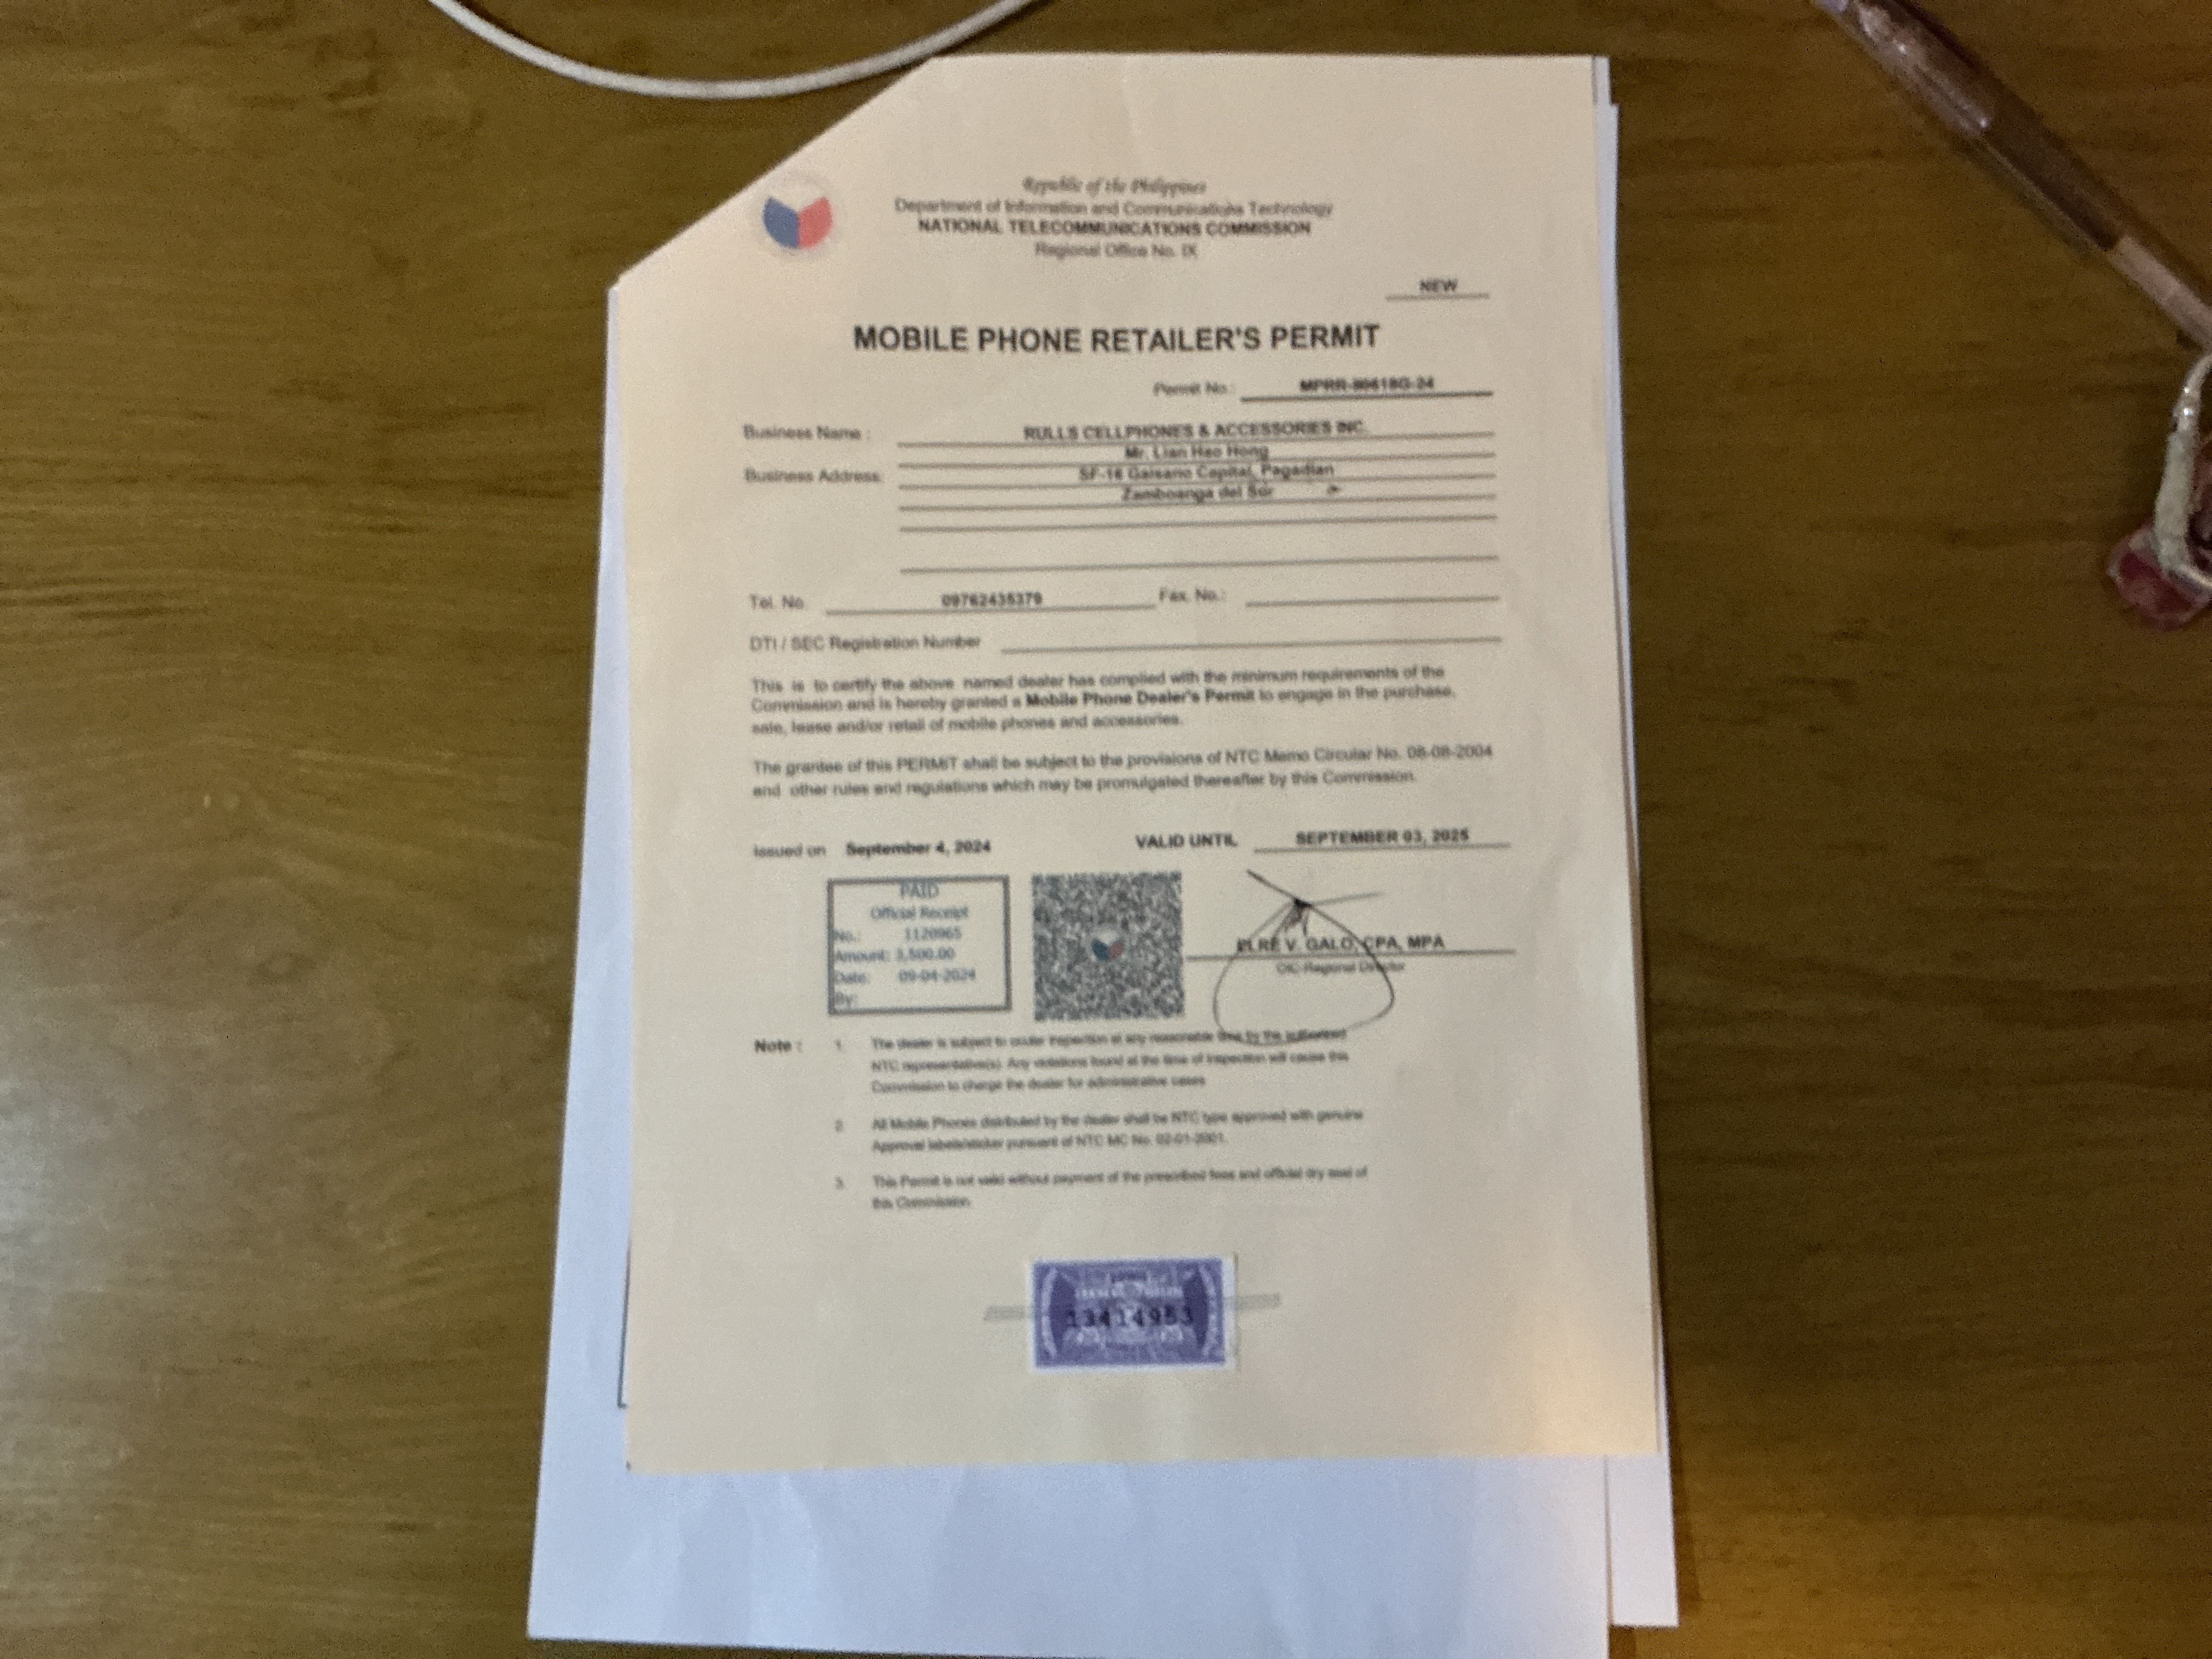 Republic of the Philippines
Department of Information and Communications Technology
NATIONAL TELECOMMUNICATIONS COMMISSION
Regional Office No. IX
NEW
MOBILE PHONE RETAILER'S PERMIT
Permit No.:
Business Name : RULLS CELLPHONES & ACCESSORIES INC.
Mr. Lian Hao Hong
Business Address: SF-16 Gaisano Capital, Pagadian
Zamboanga del Sur
Tel. No. 09762435379 Fax. No.:
DTI / SEC Registration Number
This is to certify the above named dealer has complied with the minimum requirements of the
Commission and is hereby granted a Mobile Phone Dealer's Permit to engage in the purchase,
sale, lease and/or retail of mobile phones and accessories.
The grantee of this PERMIT shall be subject to the provisions of NTC Memo Circular No. 08-08-2004
and other rules and regulations which may be promulgated thereafter by this Commission.
Issued on September 4, 2024 VALID UNTIL SEPTEMBER 03, 2025
PAID
Official Receipt
No.: 1120965
Amount: 3,500.00
Date: 09-04-2024
By:
V. GALO, CPA, MPA
OIC-Regional Director
Note : 1. The dealer is subject to ocular inspection at any reasonable time by the authorized
NTC representative(s). Any violations found at the time of inspection will cause this
Commission to charge the dealer for administrative cases
2. All Mobile Phones distributed by the dealer shall be NTC type approved with genuine
Approval labels/sticker pursuant of NTC MC No. 02-01-2001.
3. This Permit is not valid without payment of the prescribed fees and official dry seal of
this Commission
13414953